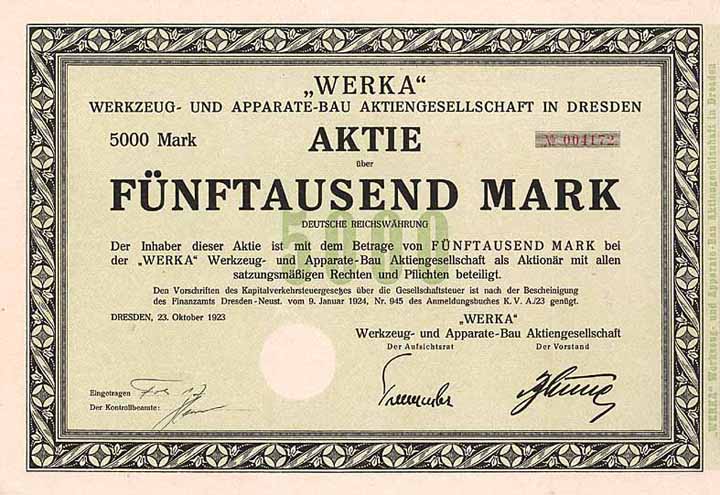 „WERKA“
WERKZEUG- UND APPARATE-BAU AKTIENGESELLSCHAFT IN DRESDEN
5000 Mark
AKTIE
№ 004172
über
FÜNFTAUSEND MARK
DEUTSCHE REICHSWÄHRUNG
5000
Der Inhaber dieser Aktie ist mit dem Betrage von FÜNFTAUSEND MARK bei
der „WERKA“ Werkzeug- und Apparate-Bau Aktiengesellschaft als Aktionär mit allen
satzungsmäßigen Rechten und Pflichten beteiligt.
Den Vorschriften des Kapitalverkehrsteuergesetzes über die Gesellschaftsteuer ist nach der Bescheinigung
des Finanzamts Dresden-Neust. vom 9. Januar 1924, Nr. 945 des Anmeldungsbuches K. V. A./23 genügt.
DRESDEN, 23. Oktober 1923
„WERKA“
Werkzeug- und Apparate-Bau Aktiengesellschaft
Der Aufsichtsrat
Der Vorstand
Eingetragen
Der Kontrollbeamte:
„WERKA“ Werkzeug- und Apparate-Bau Aktiengesellschaft in Dresden